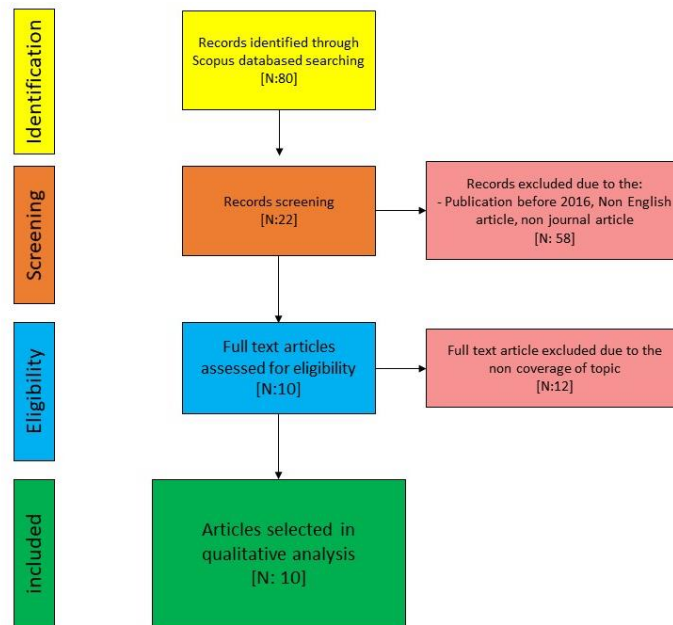 Identification
Records identified through
Scopus databased searching
[N:80]
Screening
Records screening
[N:22]
Records excluded due to the:
- Publication before 2016, Non English
article, non journal article
[N: 58]
Eligibility
Full text articles
assessed for eligibility
[N:10]
Full text article excluded due to the
non coverage of topic
[N:12]
included
Articles selected in
qualitative analysis
[N: 10]